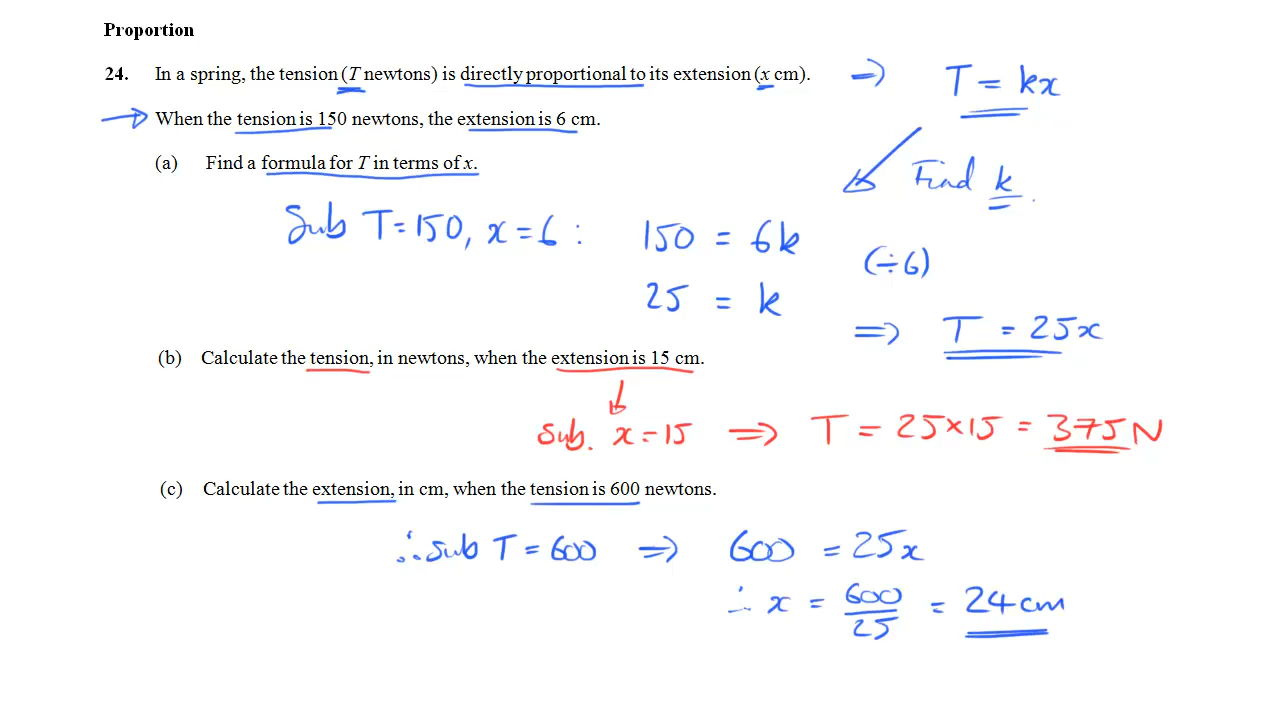 Proportion
24. In a spring, the tension (T newtons) is directly proportional to its extension (x cm). ⇒ T = kx
When the tension is 150 newtons, the extension is 6 cm.
(a) Find a formula for T in terms of x.
Find k
Sub T=150, x=6 : 150 = 6k (÷6)
25 = k
⇒ T = 25x
(b) Calculate the tension, in newtons, when the extension is 15 cm.
Sub. x=15 ⇒ T = 25×15 = 375N
(c) Calculate the extension, in cm, when the tension is 600 newtons.
∴ Sub T=600 ⇒ 600 = 25x
∴ x = 600/25 = 24cm